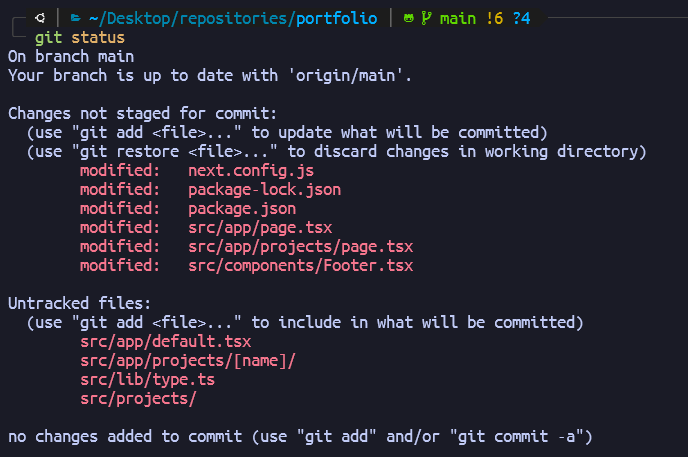 ~/Desktop/repositories/portfolio | main !6 ?4
git status
On branch main
Your branch is up to date with 'origin/main'.

Changes not staged for commit:
  (use "git add <file>..." to update what will be committed)
  (use "git restore <file>..." to discard changes in working directory)
        modified:   next.config.js
        modified:   package-lock.json
        modified:   package.json
        modified:   src/app/page.tsx
        modified:   src/app/projects/page.tsx
        modified:   src/components/Footer.tsx

Untracked files:
  (use "git add <file>..." to include in what will be committed)
        src/app/default.tsx
        src/app/projects/[name]/
        src/lib/type.ts
        src/projects/

no changes added to commit (use "git add" and/or "git commit -a")